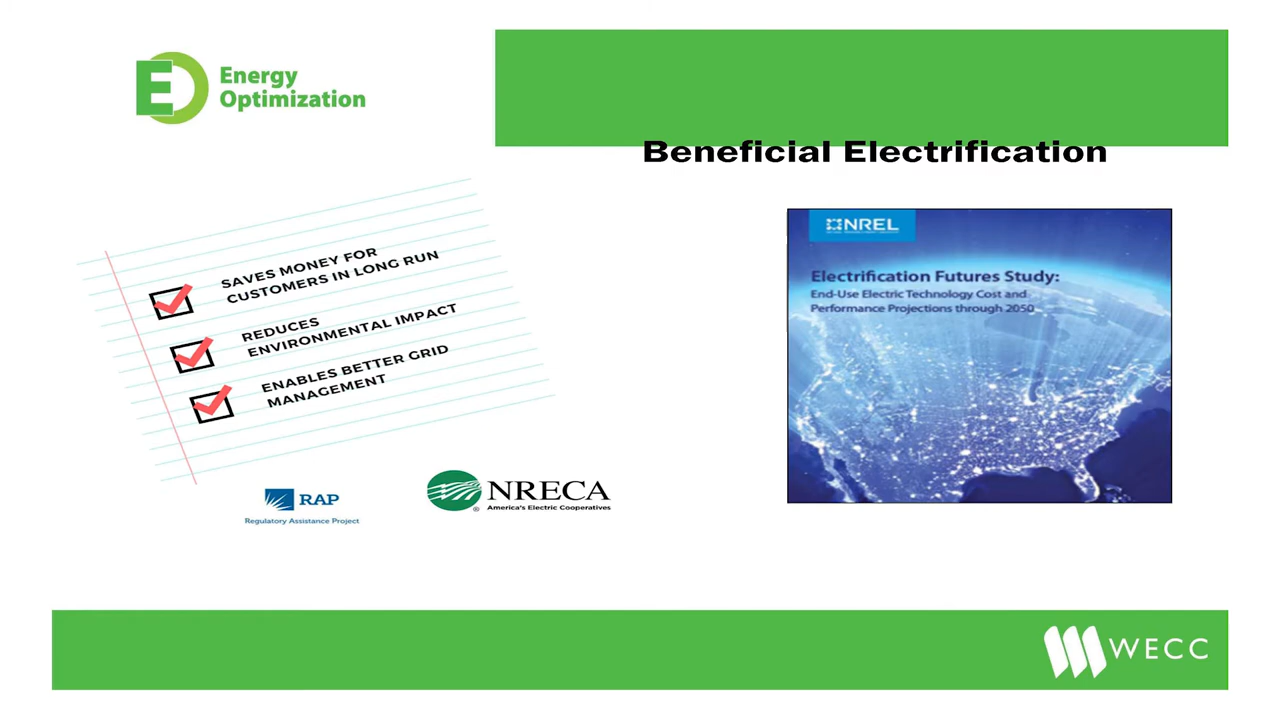 Energy
Optimization
Beneficial Electrification
SAVES MONEY FOR
CUSTOMERS IN LONG RUN
REDUCES
ENVIRONMENTAL IMPACT
ENABLES BETTER GRID
MANAGEMENT
NREL
Electrification Futures Study:
End-Use Electric Technology Cost and
Performance Projections through 2050
RAP
Regulatory Assistance Project
NRECA
America's Electric Cooperatives
WECC